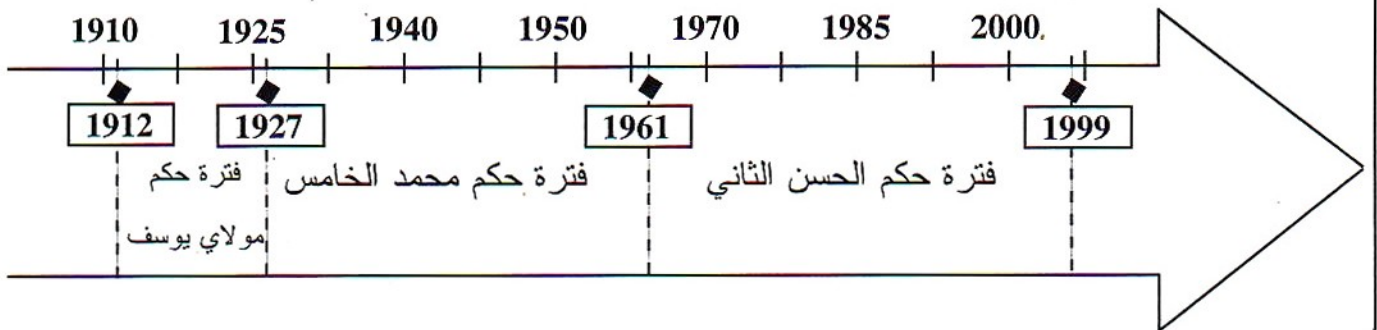 1910 1925 1940 1950 1970 1985 2000
1912 1927 1961 1999
فترة حكم
مولاي يوسف
فترة حكم محمد الخامس
فترة حكم الحسن الثاني